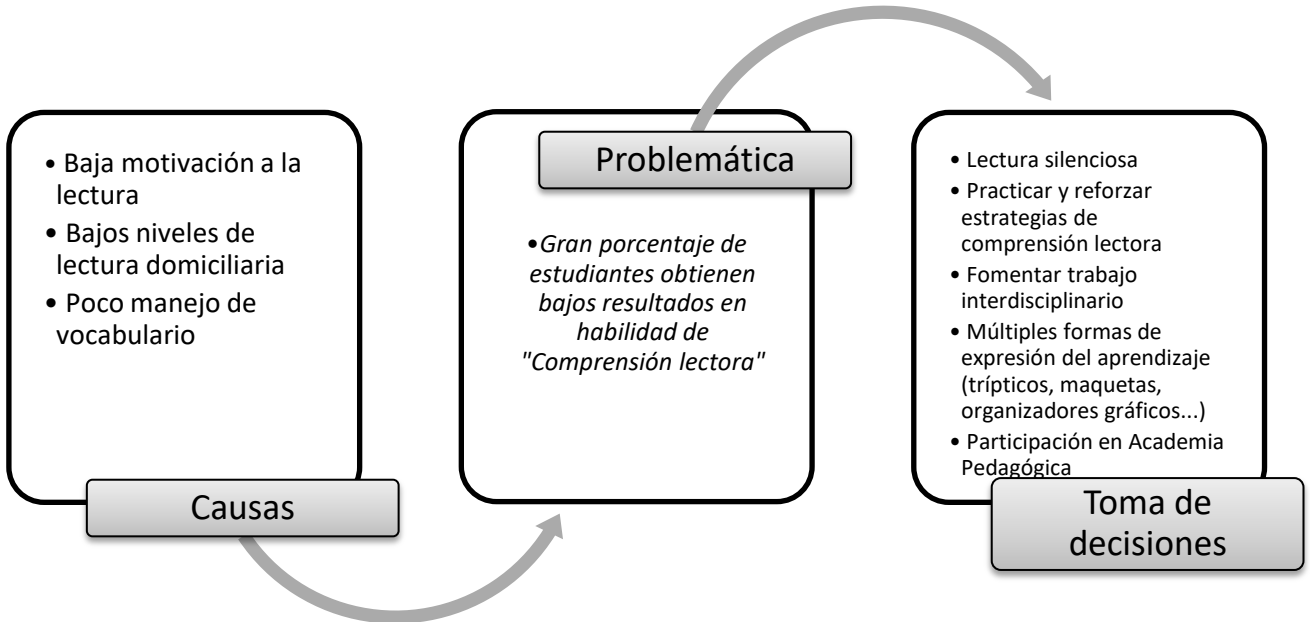 • Baja motivación a la
lectura
• Bajos niveles de
lectura domiciliaria
• Poco manejo de
vocabulario
Causas
Problemática
•Gran porcentaje de
estudiantes obtienen
bajos resultados en
habilidad de
"Comprensión lectora"
• Lectura silenciosa
• Practicar y reforzar
estrategias de
comprensión lectora
• Fomentar trabajo
interdisciplinario
• Múltiples formas de
expresión del aprendizaje
(trípticos, maquetas,
organizadores gráficos...)
• Participación en Academia
Pedagógica
Toma de
decisiones